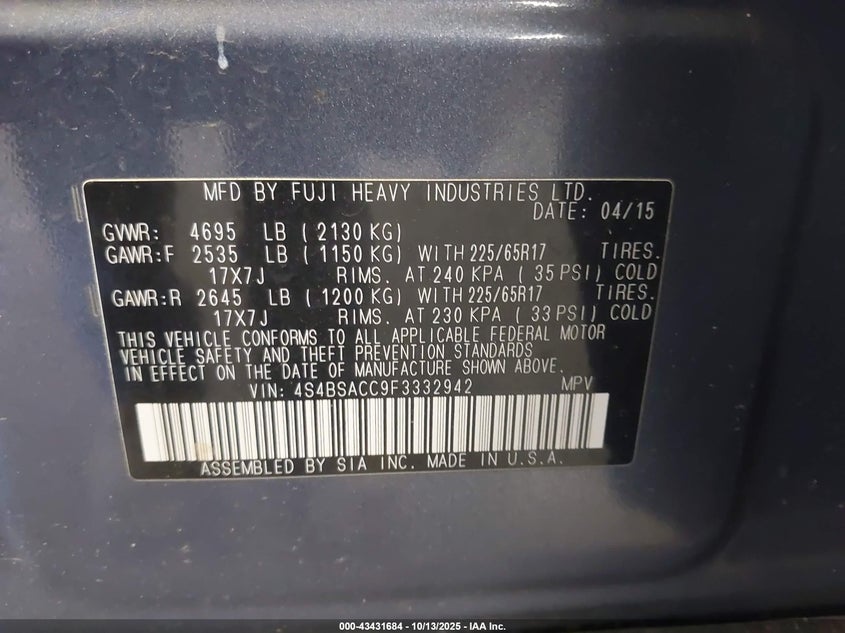 MFD BY FUJI HEAVY INDUSTRIES LTD.
DATE: 04/15
GVWR: 4695 LB ( 2130 KG)
GAWR:F 2535 LB ( 1150 KG) WITH 225/65R17 TIRES.
17X7J RIMS. AT 240 KPA ( 35 PSI) COLD
GAWR:R 2645 LB ( 1200 KG) WITH 225/65R17 TIRES.
17X7J RIMS. AT 230 KPA ( 33 PSI) COLD
THIS VEHICLE CONFORMS TO ALL APPLICABLE FEDERAL MOTOR
VEHICLE SAFETY AND THEFT PREVENTION STANDARDS
IN EFFECT ON THE DATE OF MANUFACTURE SHOWN ABOVE.
VIN: 4S4BSACC9F3332942 MPV
ASSEMBLED BY SIA INC. MADE IN U.S.A.
000-43431684 - 10/13/2025 - IAA Inc.